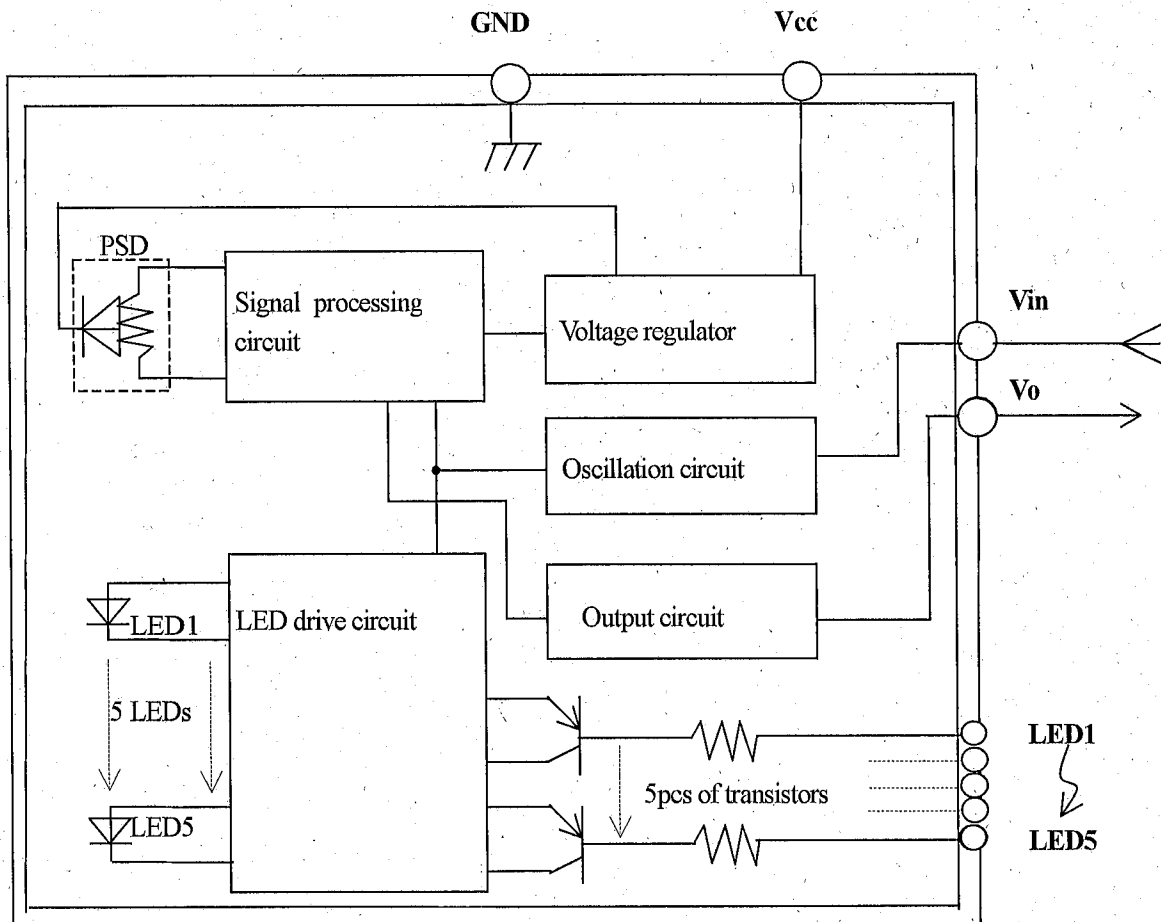 GND
Vcc
PSD
Signal processing
circuit
Voltage regulator
Vin
Vo
Oscillation circuit
LED1
LED drive circuit
Output circuit
5 LEDs
LED5
5pcs of transistors
LED1
LED5